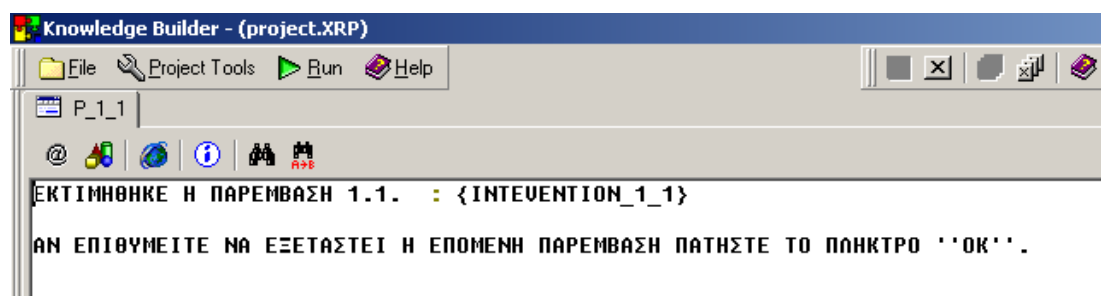 Knowledge Builder - (project.XRP)
File Project Tools Run Help
P_1_1
@ A→B
ΕΚΤΙΜΗΘΗΚΕ Η ΠΑΡΕΜΒΑΣΗ 1.1. : {INTEVENTION_1_1}
ΑΝ ΕΠΙΘΥΜΕΙΤΕ ΝΑ ΕΞΕΤΑΣΤΕΙ Η ΕΠΟΜΕΝΗ ΠΑΡΕΜΒΑΣΗ ΠΑΤΗΣΤΕ ΤΟ ΠΛΗΚΤΡΟ ''OK''.